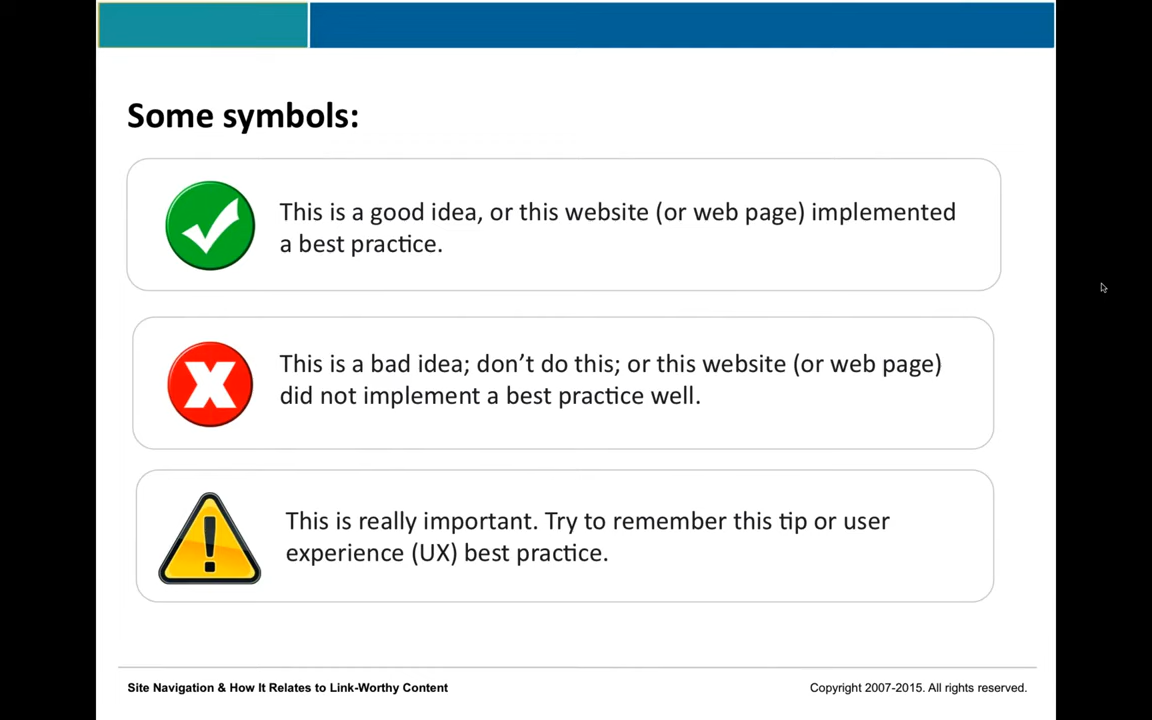 Some symbols:
This is a good idea, or this website (or web page) implemented
a best practice.
This is a bad idea; don’t do this; or this website (or web page)
did not implement a best practice well.
This is really important. Try to remember this tip or user
experience (UX) best practice.
Site Navigation & How It Relates to Link-Worthy Content
Copyright 2007-2015. All rights reserved.